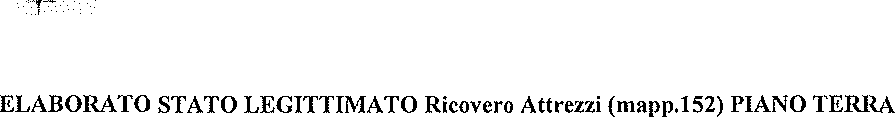 ELABORATO STATO LEGITTIMATO Ricovero Attrezzi (mapp.152) PIANO TERRA